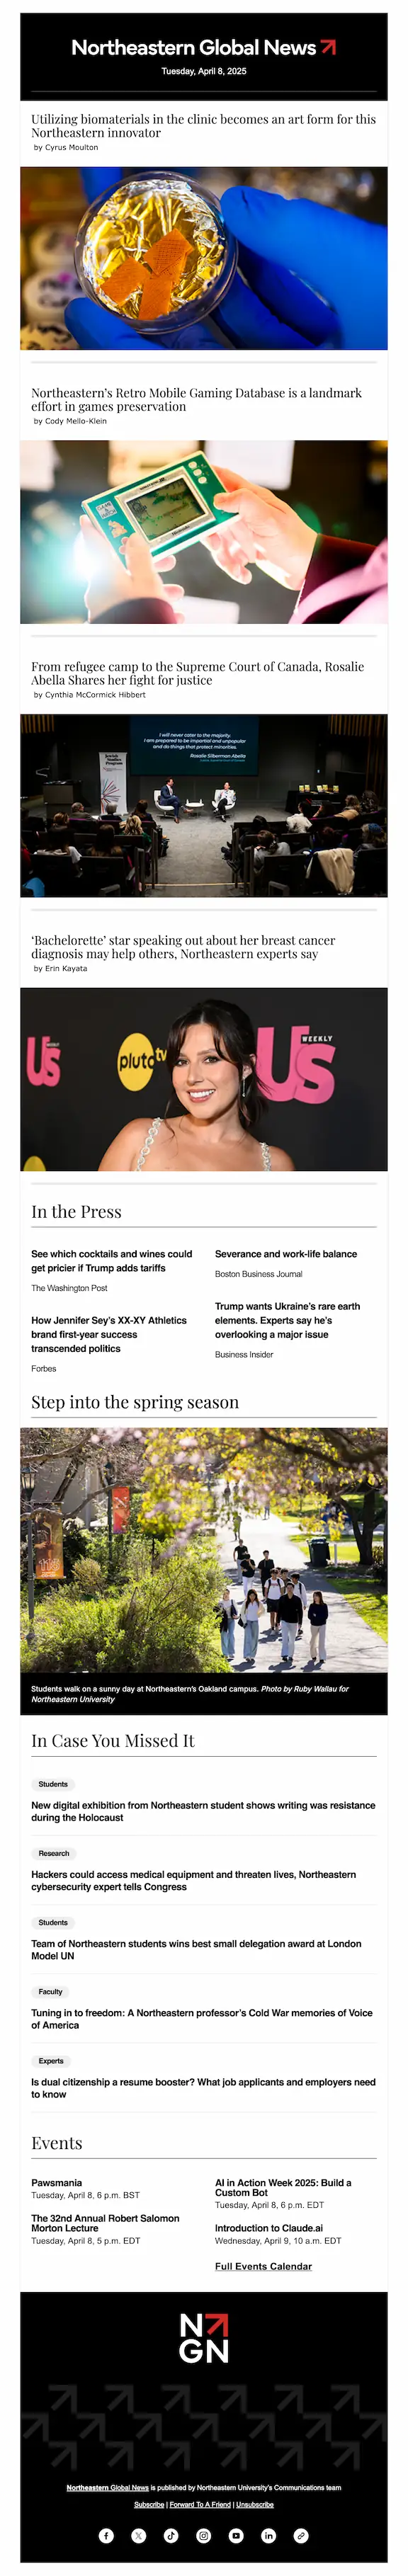 Northeastern Global News
Tuesday, April 8, 2025
Utilizing biomaterials in the clinic becomes an art form for this
Northeastern innovator
by Cyrus Moulton
Northeastern's Retro Mobile Gaming Database is a landmark
effort in games preservation
by Cody Mello-Klein
From refugee camp to the Supreme Court of Canada, Rosalie
Abella Shares her fight for justice
by Cynthia McCormick Hibbert
I will never cater to the majority.
I am prepared to be impartial and unpopular
and do things that protect minorities.
Rosalie Silberman Abella
Jewish
Studies
Program
'Bachelorette' star speaking out about her breast cancer
diagnosis may help others, Northeastern experts say
by Erin Kayata
Us
pluto tv
Us
WEEKLY
In the Press
See which cocktails and wines could
get pricier if Trump adds tariffs
The Washington Post
How Jennifer Sey's XX-XY Athletics
brand first-year success
transcended politics
Forbes
Severance and work-life balance
Boston Business Journal
Trump wants Ukraine's rare earth
elements. Experts say he's
overlooking a major issue
Business Insider
Step into the spring season
Students walk on a sunny day at Northeastern's Oakland campus. Photo by Ruby Wallau for
Northeastern University
In Case You Missed It
Students
New digital exhibition from Northeastern student shows writing was resistance
during the Holocaust
Research
Hackers could access medical equipment and threaten lives, Northeastern
cybersecurity expert tells Congress
Students
Team of Northeastern students wins best small delegation award at London
Model UN
Faculty
Tuning in to freedom: A Northeastern professor's Cold War memories of Voice
of America
Experts
Is dual citizenship a resume booster? What job applicants and employers need
to know
Events
Pawsmania
Tuesday, April 8, 6 p.m. BST
The 32nd Annual Robert Salomon
Morton Lecture
Tuesday, April 8, 5 p.m. EDT
AI in Action Week 2025: Build a
Custom Bot
Tuesday, April 8, 6 p.m. EDT
Introduction to Claude.ai
Wednesday, April 9, 10 a.m. EDT
Full Events Calendar
N
GN
Northeastern Global News is published by Northeastern University's Communications team
Subscribe | Forward To A Friend | Unsubscribe